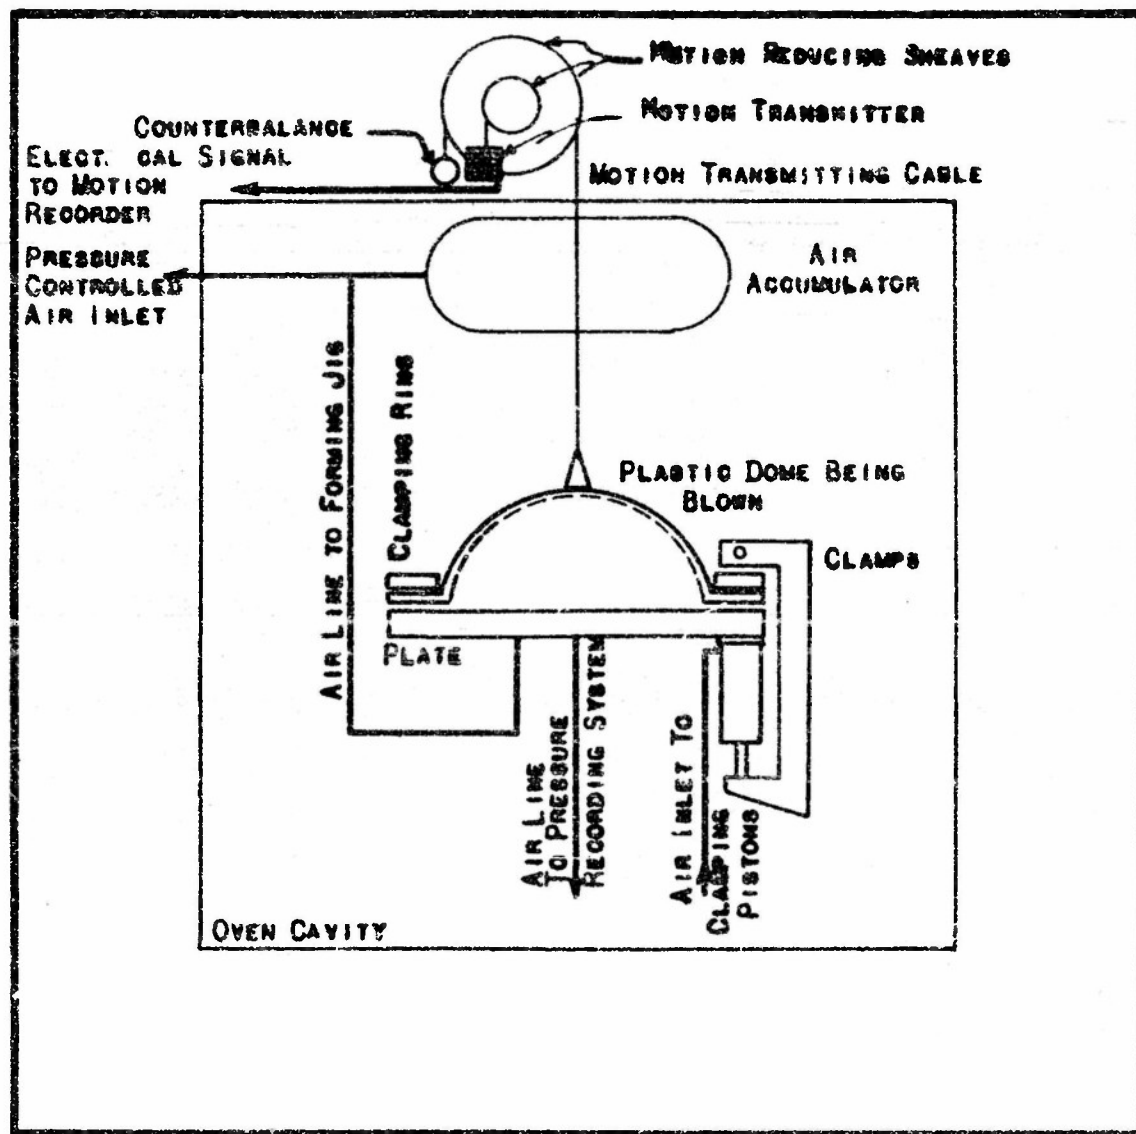 MOTION REDUCING SHEAVES
MOTION TRANSMITTER
COUNTERBALANCE
ELECT. CAL SIGNAL
TO MOTION
RECORDER
MOTION TRANSMITTING CABLE
PRESSURE
CONTROLLED
AIR INLET
AIR
ACCUMULATOR
AIR LINE TO FORMING JIG
CLAMPING RING
PLASTIC DOME BEING
BLOWN
CLAMPS
PLATE
AIR LINE
TO PRESSURE
RECORDING SYSTEM
AIR INLET TO
CLAMPING
PISTONS
OVEN CAVITY